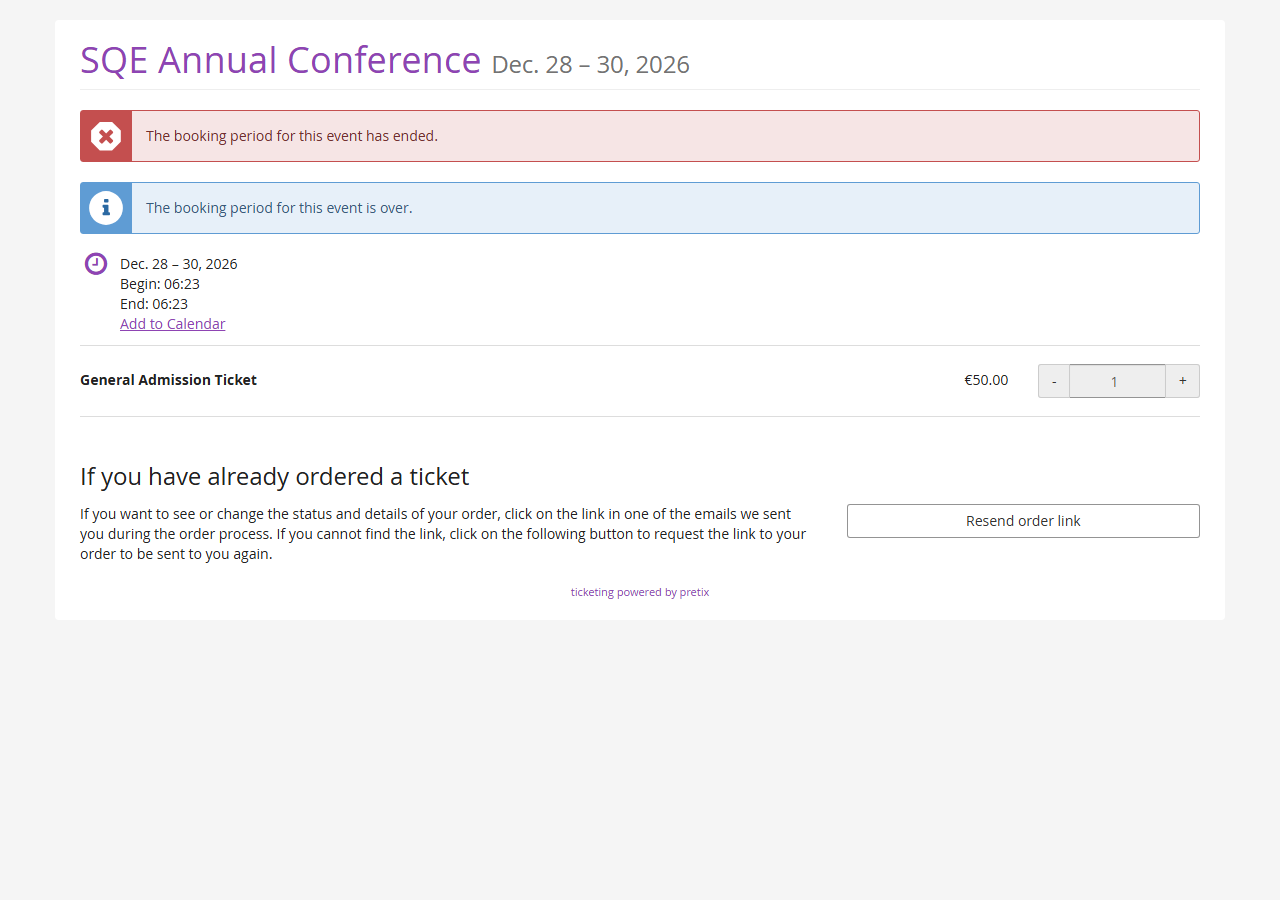 SQE Annual Conference Dec. 28 – 30, 2026
The booking period for this event has ended.
The booking period for this event is over.
Dec. 28 – 30, 2026
Begin: 06:23
End: 06:23
Add to Calendar
General Admission Ticket €50.00 - 1 +
If you have already ordered a ticket
If you want to see or change the status and details of your order, click on the link in one of the emails we sent
you during the order process. If you cannot find the link, click on the following button to request the link to your
order to be sent to you again.
Resend order link
ticketing powered by pretix